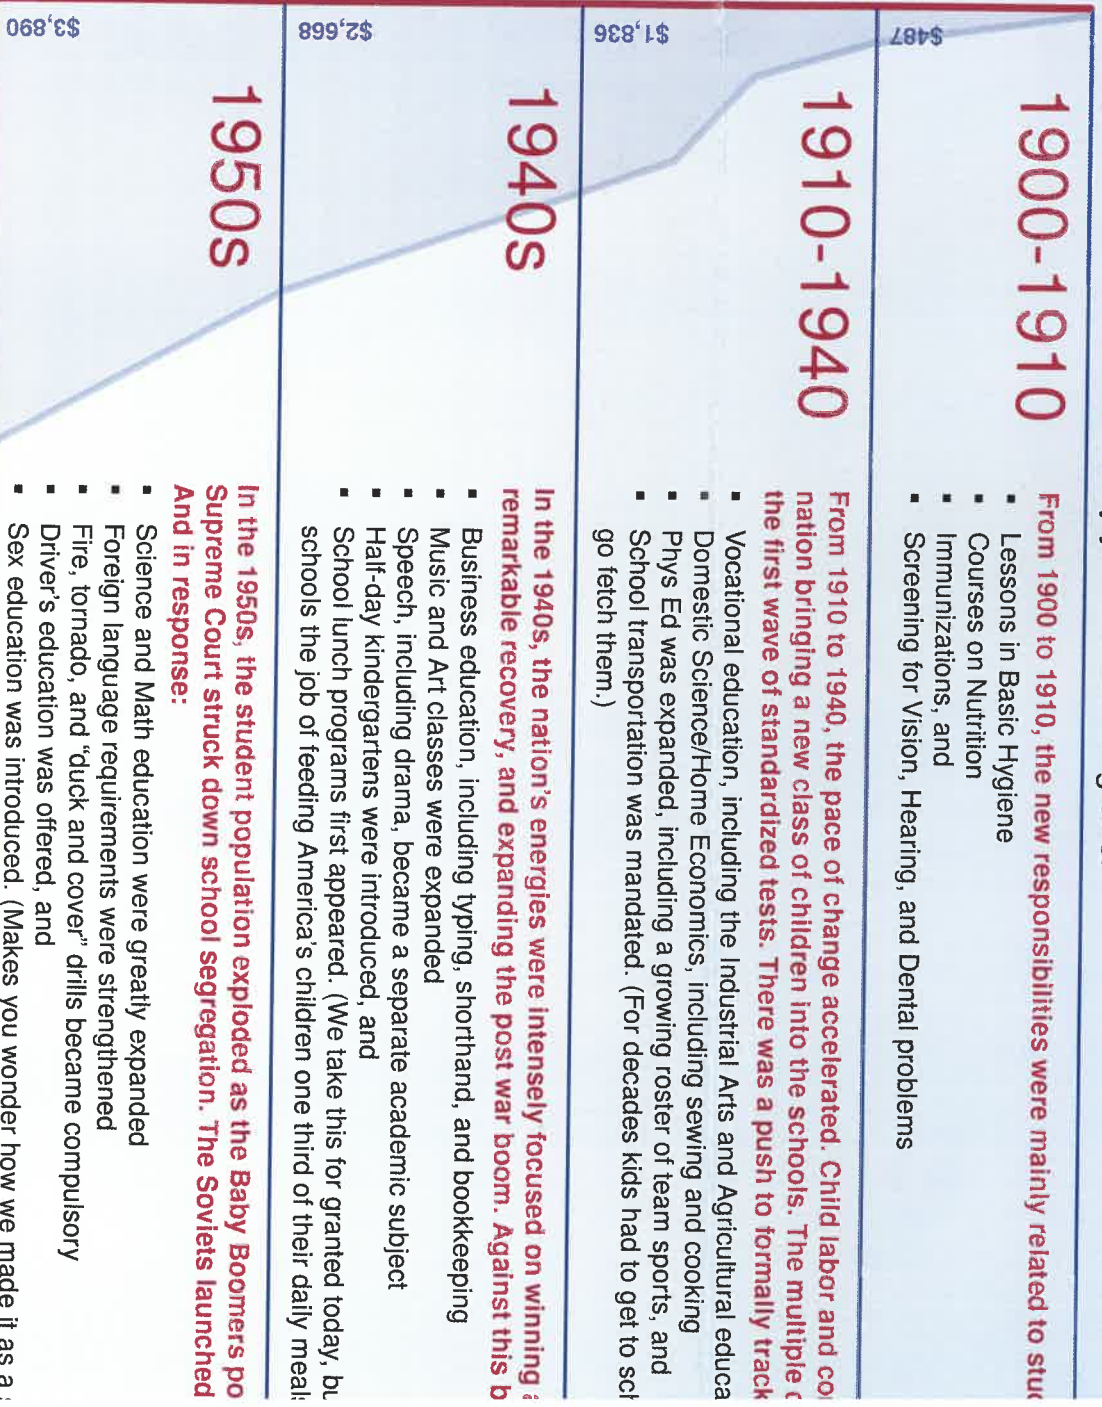 $487
1900-1910
From 1900 to 1910, the new responsibilities were mainly related to
▪ Lessons in Basic Hygiene
▪ Courses on Nutrition
▪ Immunizations, and
▪ Screening for Vision, Hearing, and Dental problems
$1,836
1910-1940
From 1910 to 1940, the pace of change accelerated. Child labor and
nation bringing a new class of children into the schools. The multiple
the first wave of standardized tests. There was a push to formally track
▪ Vocational education, including the Industrial Arts and Agricultural
▪ Domestic Science/Home Economics, including sewing and cooking
▪ Phys Ed was expanded, including a growing roster of team sports, and
▪ School transportation was mandated. (For decades kids had to get to
go fetch them.)
$2,668
1940s
In the 1940s, the nation's energies were intensely focused on winning
remarkable recovery, and expanding the post war boom. Against this
▪ Business education, including typing, shorthand, and bookkeeping
▪ Music and Art classes were expanded
▪ Speech, including drama, became a separate academic subject
▪ Half-day kindergartens were introduced, and
▪ School lunch programs first appeared. (We take this for granted today,
schools the job of feeding America's children one third of their daily
$3,890
1950s
In the 1950s, the student population exploded as the Baby Boomers
Supreme Court struck down school segregation. The Soviets launched
And in response:
▪ Science and Math education were greatly expanded
▪ Foreign language requirements were strengthened
▪ Fire, tornado, and "duck and cover" drills became compulsory
▪ Driver's education was offered, and
▪ Sex education was introduced. (Makes you wonder how we made it as a